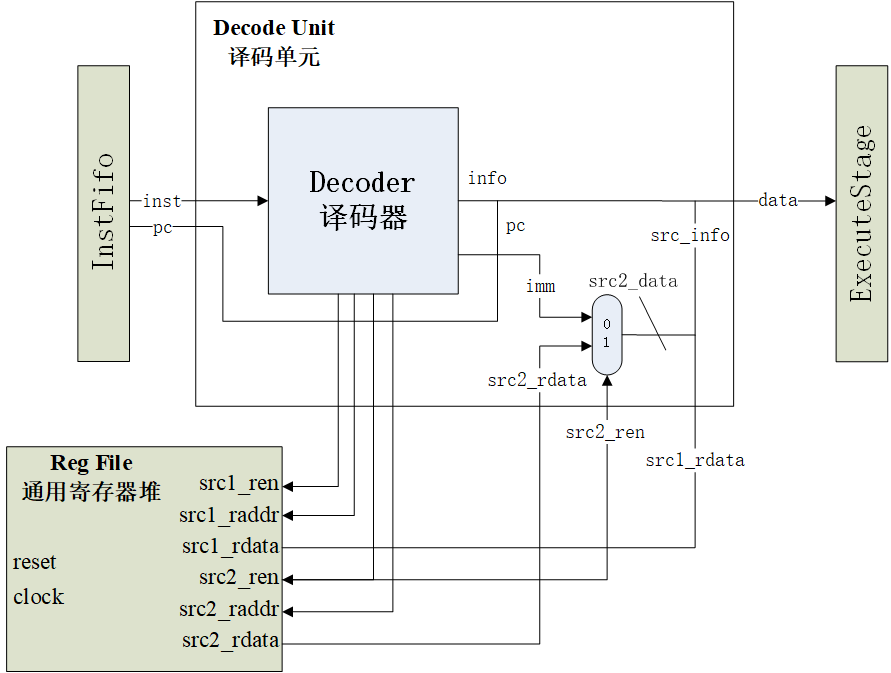 Decode Unit
译码单元
InstFifo
inst
pc
Decoder
译码器
info
pc
imm
src2_data
0
1
src2_rdata
src2_ren
src_info
src1_rdata
data
ExecuteStage
Reg File
通用寄存器堆
reset
clock
src1_ren
src1_raddr
src1_rdata
src2_ren
src2_raddr
src2_rdata